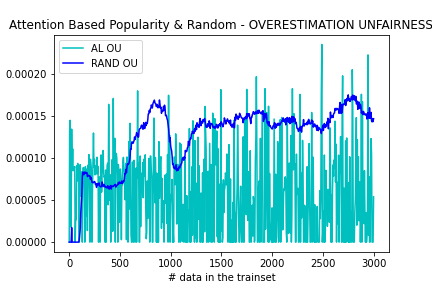 Attention Based Popularity & Random - OVERESTIMATION UNFAIRNESS
AL OU
RAND OU
0.00020
0.00015
0.00010
0.00005
0.00000
0 500 1000 1500 2000 2500 3000
# data in the trainset